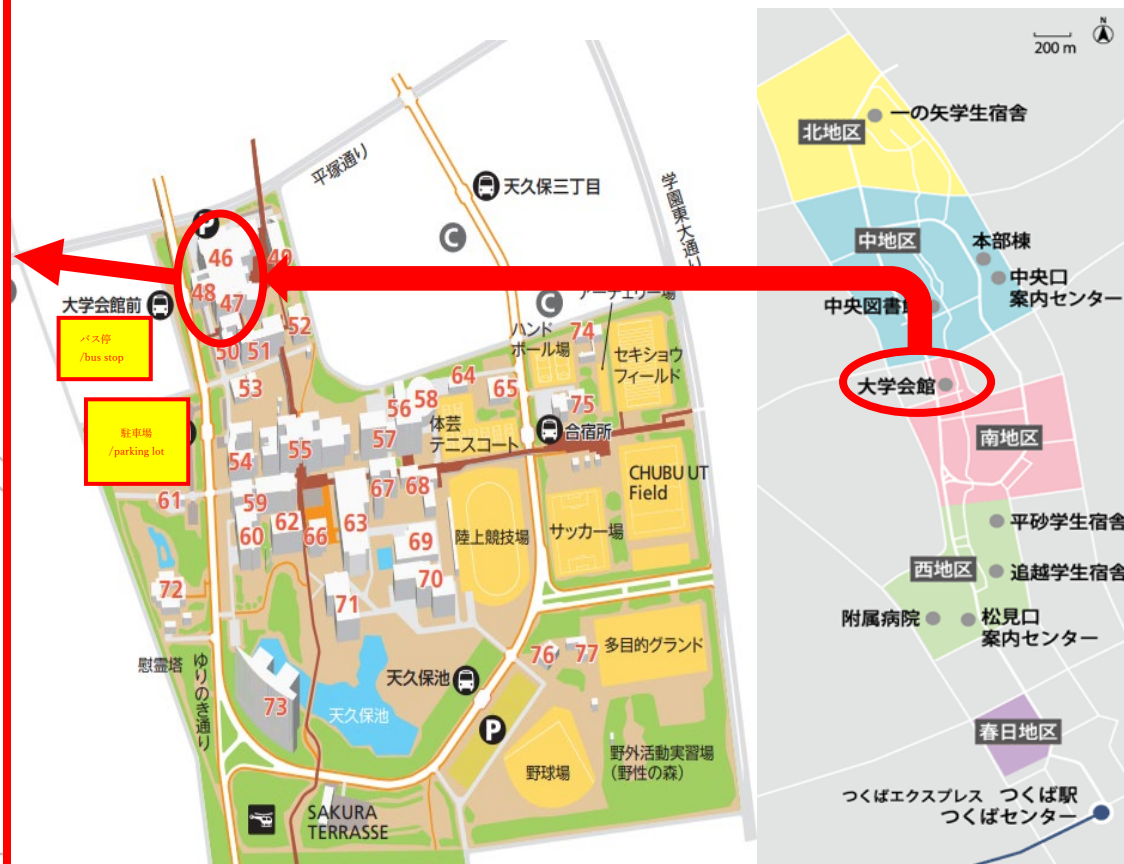 平塚通り
天久保三丁目
学園東大通り
P
C
46
49
48
47
大学会館前
バス停
/bus stop
52
50
51
53
C
アーチェリー場
ハンド
ボール場
74
セキショウ
フィールド
駐車場
/parking lot
64
65
56
58
57
体芸
テニスコート
75
合宿所
55
54
61
59
60
62
66
63
67
68
69
70
71
CHUBU UT
Field
陸上競技場
サッカー場
72
慰霊塔
ゆりのき通り
73
天久保池
天久保池
76
77
多目的グランド
P
野球場
野外活動実習場
(野性の森)
SAKURA
TERRASSE
N
200 m
一の矢学生宿舎
北地区
中地区
本部棟
中央口
案内センター
中央図書
大学会館
南地区
平砂学生宿舎
西地区
追越学生宿舎
附属病院
松見口
案内センター
春日地区
つくばエクスプレス つくば駅
つくばセンター